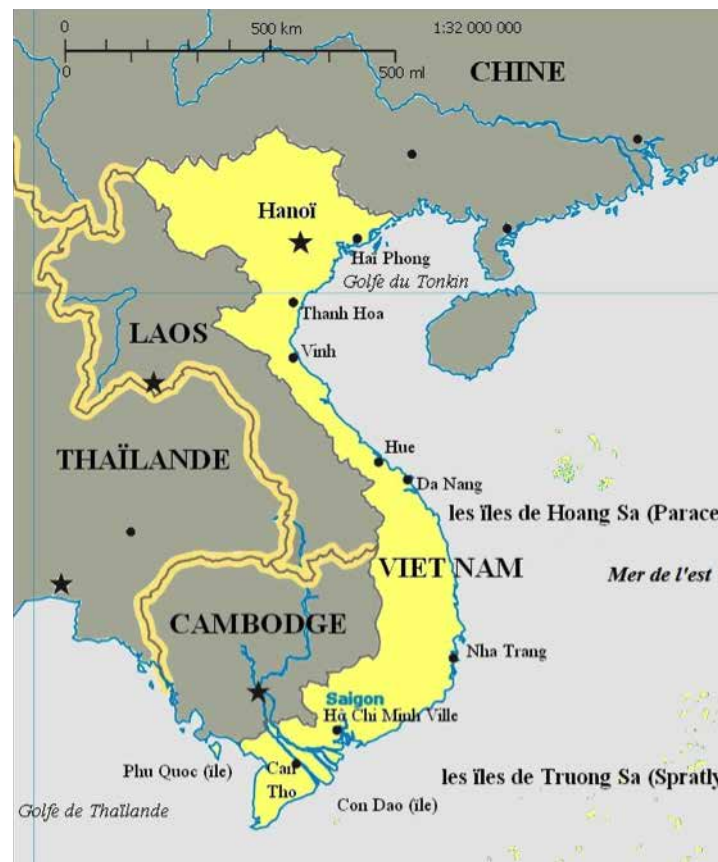 0 500 km 1:32 000 000
0 500 ml
CHINE
Hanoï
Hai Phong
Golfe du Tonkin
Thanh Hoa
LAOS
Vinh
THAÏLANDE
Hue
Da Nang
les îles de Hoang Sa (Parace
VIET NAM
Mer de l'est
CAMBODGE
Nha Trang
Saigon
Hô Chi Minh Ville
Phu Quoc (île)
Can
Tho
les îles de Truong Sa (Spratly
Golfe de Thaïlande
Con Dao (île)